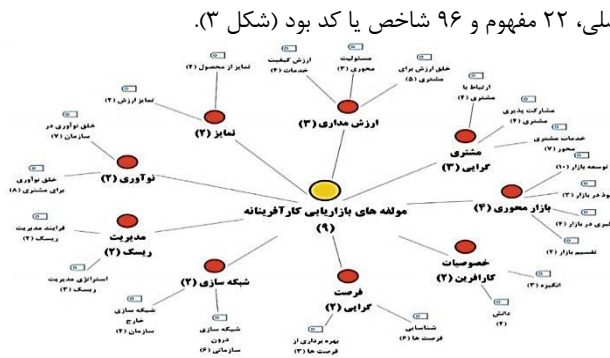 صلی، ۲۲ مفهوم و ۹۶ شاخص یا کد بود (شکل ۳).
ارزش کیفیت
خدمات (۴)
مسئولیت
محوری (۳)
خلق ارزش برای
مشتری (۵)
ارزش مداری (۳)
تمایز از محصول (۴)
تمایز ارزش (۲)
تمایز (۲)
ارتباط با
مشتری (۴)
مشارکت پذیری
مشتری (۴)
خدمات مشتری
محور (۷)
مشتری
گرایی (۳)
خلق نوآوری در
سازمان (۷)
خلق نوآوری
برای مشتری (۸)
نوآوری (۲)
مولفه های بازاریابی کارآفرینانه
(۹)
توسعه بازار (۱۰)
وذ در بازار (۳)
بازار محوری (۴)
تقسیم بازار (۲)
فرایند مدیریت
ریسک (۲)
استراتژی مدیریت
ریسک (۳)
مدیریت
ریسک (۲)
خصوصیات
کارافرین (۲)
انگیزه (۳)
دانش
(۲)
شبکه سازی (۲)
شبکه سازی
خارج
سازمان (۴)
شبکه سازی
درون
سازمانی (۶)
فرصت
گرایی (۲)
شناسایی
فرصت ها (۶)
بهره برداری از
فرصت ها (۳)